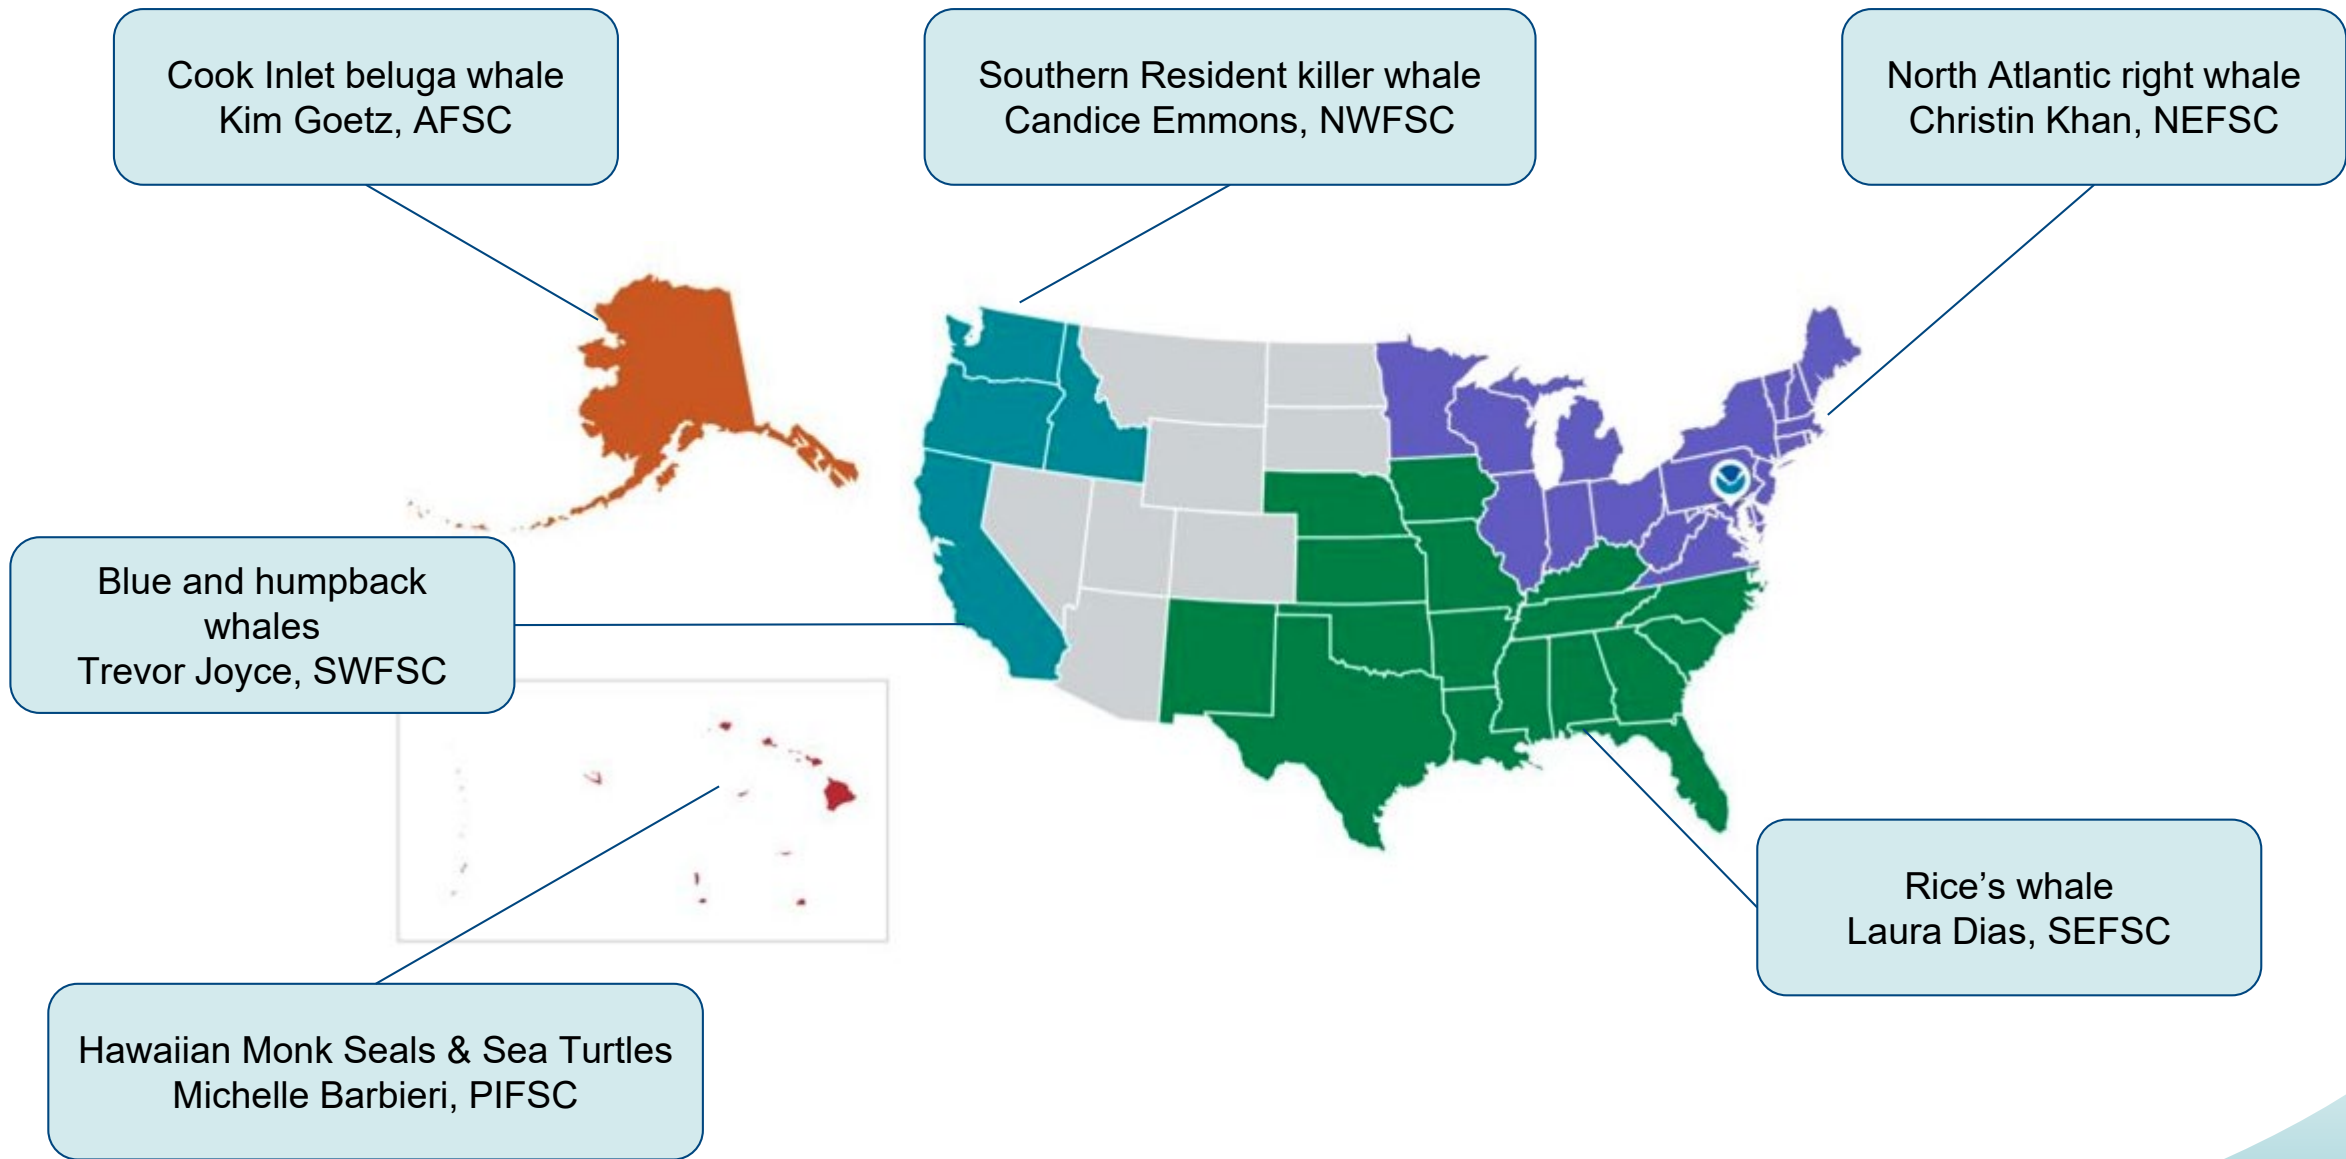 Cook Inlet beluga whale
Kim Goetz, AFSC
Southern Resident killer whale
Candice Emmons, NWFSC
North Atlantic right whale
Christin Khan, NEFSC
Blue and humpback
whales
Trevor Joyce, SWFSC
Rice’s whale
Laura Dias, SEFSC
Hawaiian Monk Seals & Sea Turtles
Michelle Barbieri, PIFSC